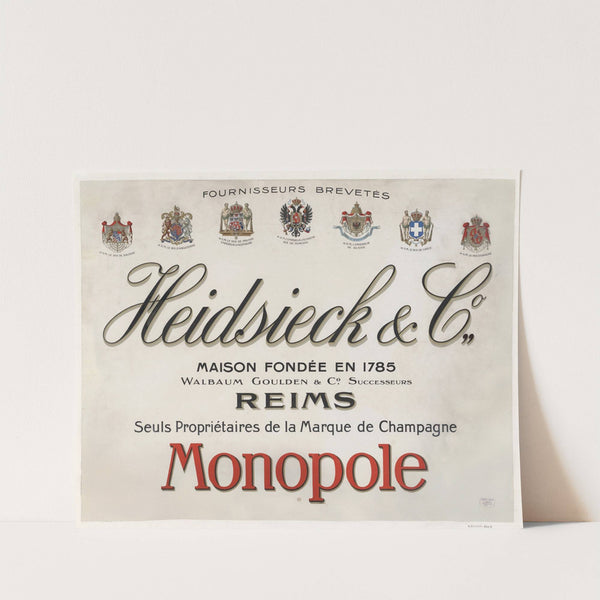 FOURNISSEURS BREVETÉS
Heidsieck & Cº
MAISON FONDÉE EN 1785
WALBAUM GOULDEN & Cº SUCCESSEURS
REIMS
Seuls Propriétaires de la Marque de Champagne
Monopole